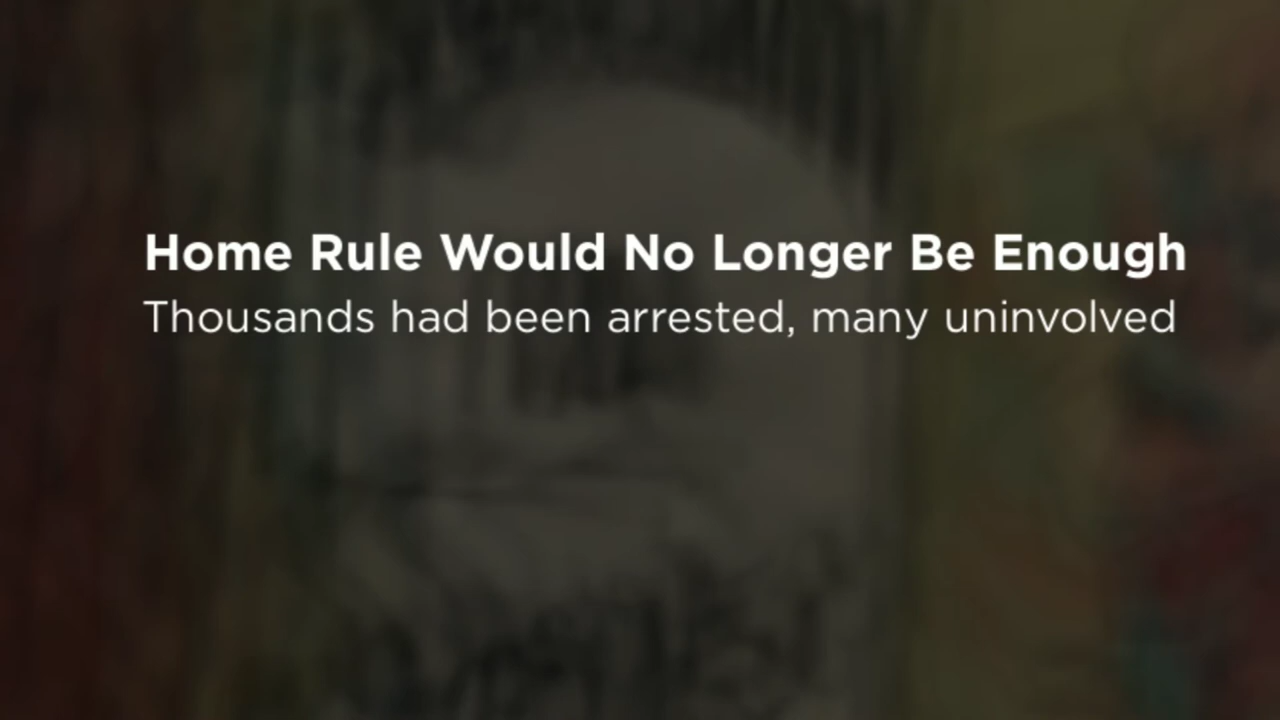 Home Rule Would No Longer Be Enough
Thousands had been arrested, many uninvolved